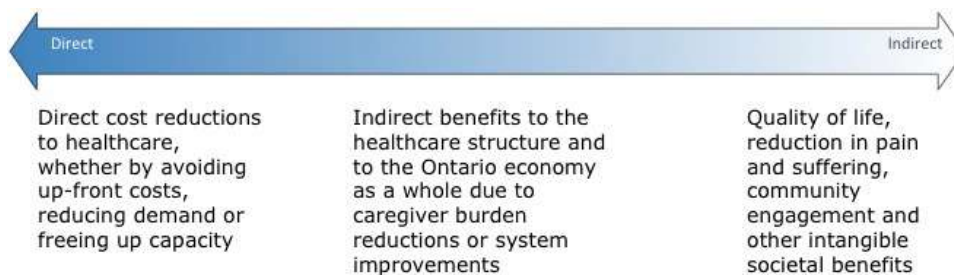 Direct
Indirect
Direct cost reductions
to healthcare,
whether by avoiding
up-front costs,
reducing demand or
freeing up capacity
Indirect benefits to the
healthcare structure and
to the Ontario economy
as a whole due to
caregiver burden
reductions or system
improvements
Quality of life,
reduction in pain
and suffering,
community
engagement and
other intangible
societal benefits